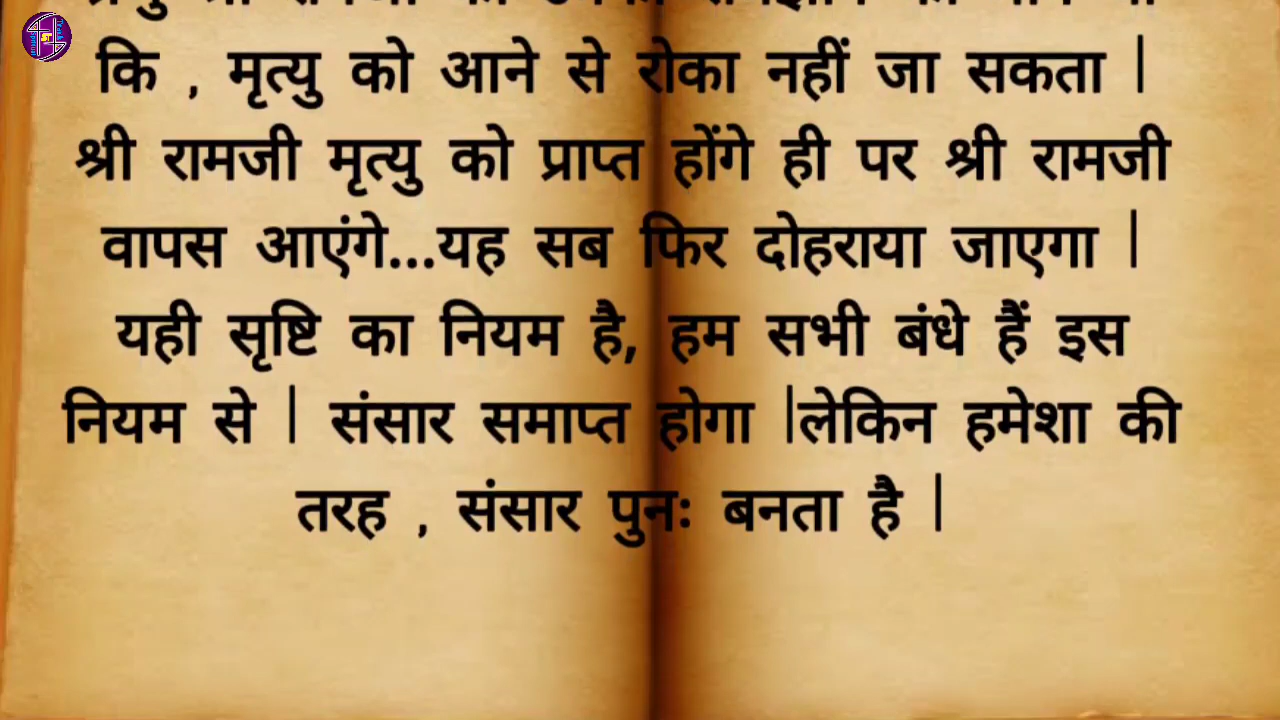 कि , मृत्यु को आने से रोका नहीं जा सकता |
श्री रामजी मृत्यु को प्राप्त होंगे ही पर श्री रामजी
वापस आएंगे...यह सब फिर दोहराया जाएगा |
यही सृष्टि का नियम है, हम सभी बंधे हैं इस
नियम से | संसार समाप्त होगा |लेकिन हमेशा की
तरह , संसार पुनः बनता है |